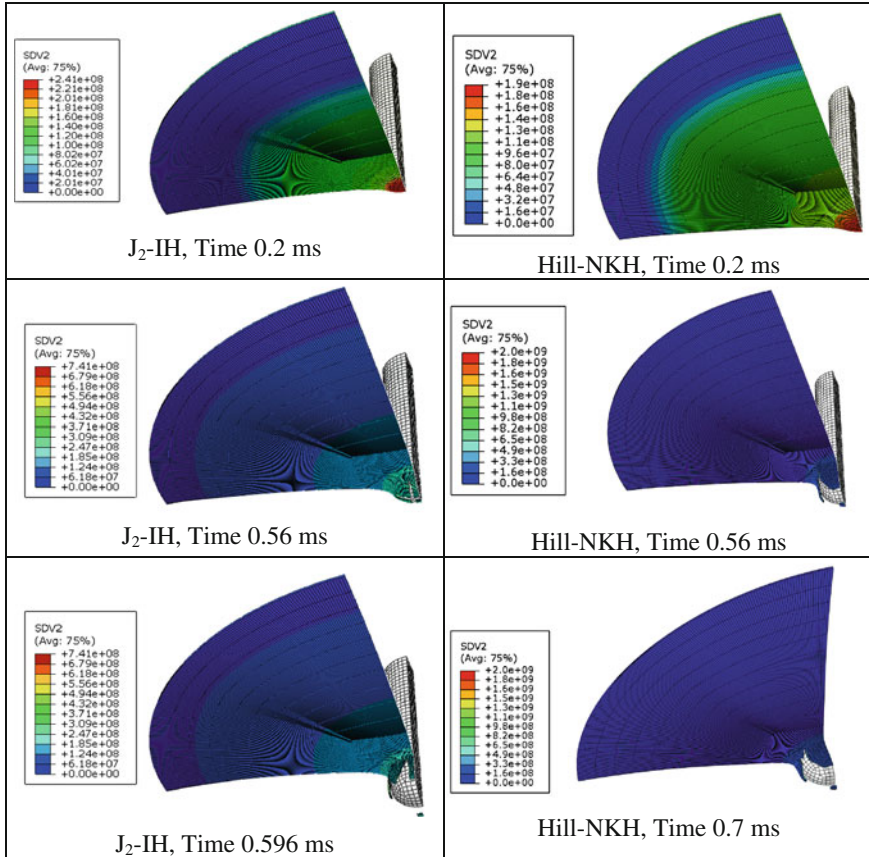 SDV2
(Avg: 75%)
+2.41e+08
+2.21e+08
+2.01e+08
+1.81e+08
+1.60e+08
+1.40e+08
+1.20e+08
+1.00e+08
+8.02e+07
+6.02e+07
+4.01e+07
+2.01e+07
+0.00e+00
J₂-IH, Time 0.2 ms
SDV2
(Avg: 75%)
+1.9e+08
+1.8e+08
+1.6e+08
+1.4e+08
+1.3e+08
+1.1e+08
+9.6e+07
+8.0e+07
+6.4e+07
+4.8e+07
+3.2e+07
+1.6e+07
+0.0e+00
Hill-NKH, Time 0.2 ms
SDV2
(Avg: 75%)
+7.41e+08
+6.79e+08
+6.18e+08
+5.56e+08
+4.94e+08
+4.32e+08
+3.71e+08
+3.09e+08
+2.47e+08
+1.85e+08
+1.24e+08
+6.18e+07
+0.00e+00
J₂-IH, Time 0.56 ms
SDV2
(Avg: 75%)
+2.0e+09
+1.8e+09
+1.6e+09
+1.5e+09
+1.3e+09
+1.1e+09
+9.8e+08
+8.2e+08
+6.5e+08
+4.9e+08
+3.3e+08
+1.6e+08
+0.0e+00
Hill-NKH, Time 0.56 ms
SDV2
(Avg: 75%)
+7.41e+08
+6.79e+08
+6.18e+08
+5.56e+08
+4.94e+08
+4.32e+08
+3.71e+08
+3.09e+08
+2.47e+08
+1.85e+08
+1.24e+08
+6.18e+07
+0.00e+00
J₂-IH, Time 0.596 ms
SDV2
(Avg: 75%)
+2.0e+09
+1.8e+09
+1.6e+09
+1.5e+09
+1.3e+09
+1.1e+09
+9.8e+08
+8.2e+08
+6.5e+08
+4.9e+08
+3.3e+08
+1.6e+08
+0.0e+00
Hill-NKH, Time 0.7 ms